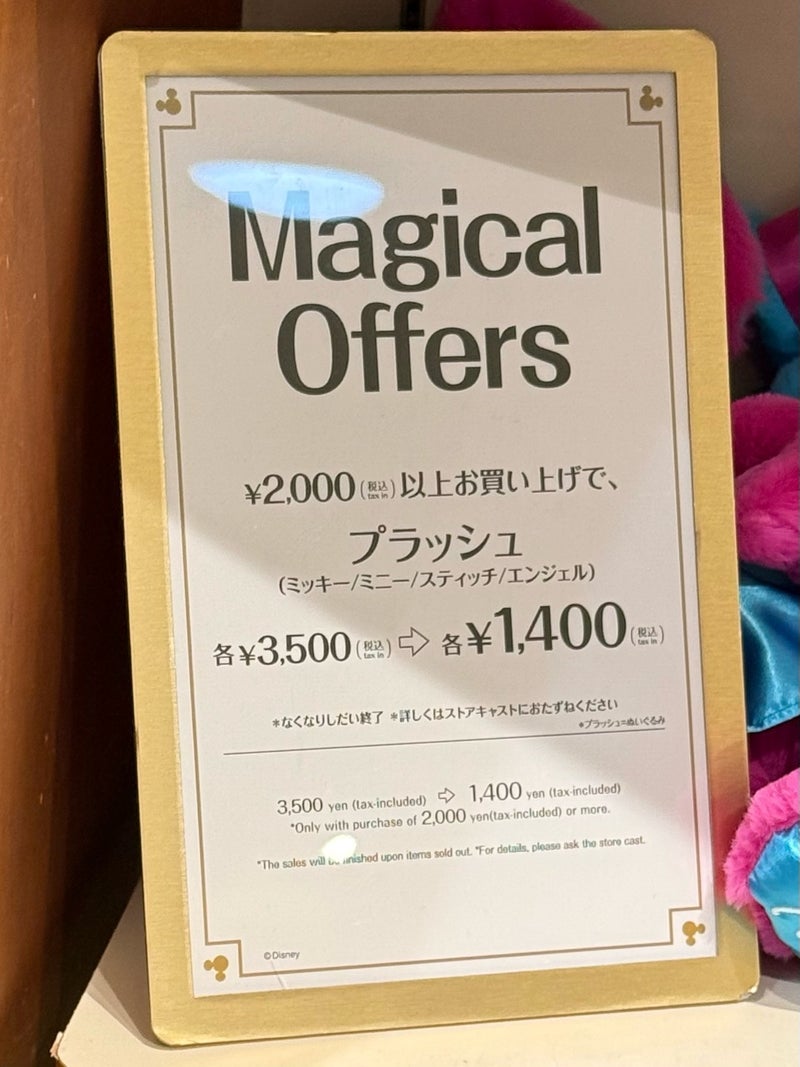 Magical
Offers
¥2,000(税込 tax in)以上お買い上げで、
プラッシュ
(ミッキー/ミニー/スティッチ/エンジェル)
各¥3,500(税込 tax in)⇨各¥1,400(税込 tax in)
*なくなりしだい終了 *詳しくはストアキャストにおたずねください
*プラッシュ=ぬいぐるみ
3,500 yen (tax-included) ⇨ 1,400 yen (tax-included)
*Only with purchase of 2,000 yen(tax-included) or more.
*The sales will be finished upon items sold out. *For details, please ask the store cast.
©Disney